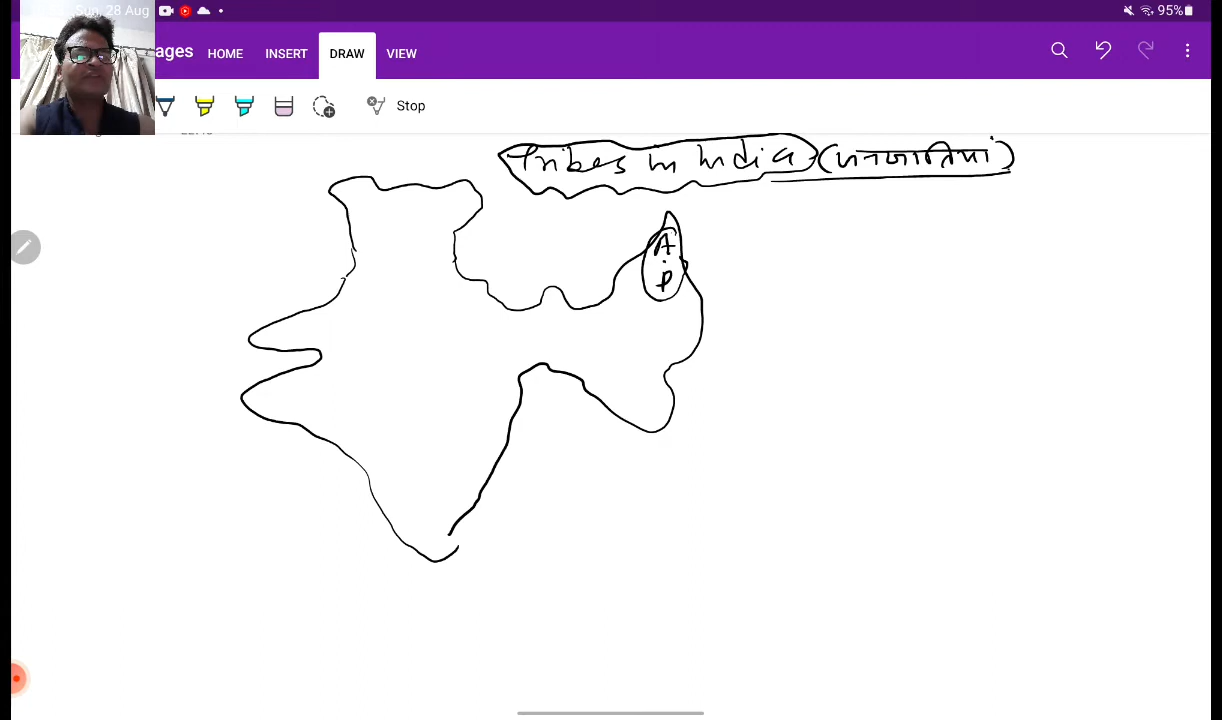 Sun, 28 Aug
95%
ages HOME INSERT DRAW VIEW
Stop
Tribes in India (जनजातियां)
A.
P